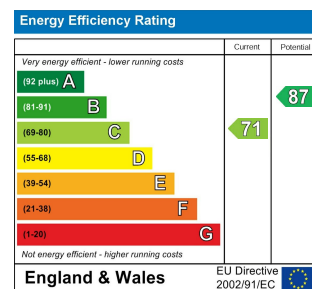 Energy Efficiency Rating
Current Potential
Very energy efficient - lower running costs
(92 plus) A
(81-91) B
87
(69-80) C
71
(55-68) D
(39-54) E
(21-38) F
(1-20) G
Not energy efficient - higher running costs
England & Wales
EU Directive
2002/91/EC